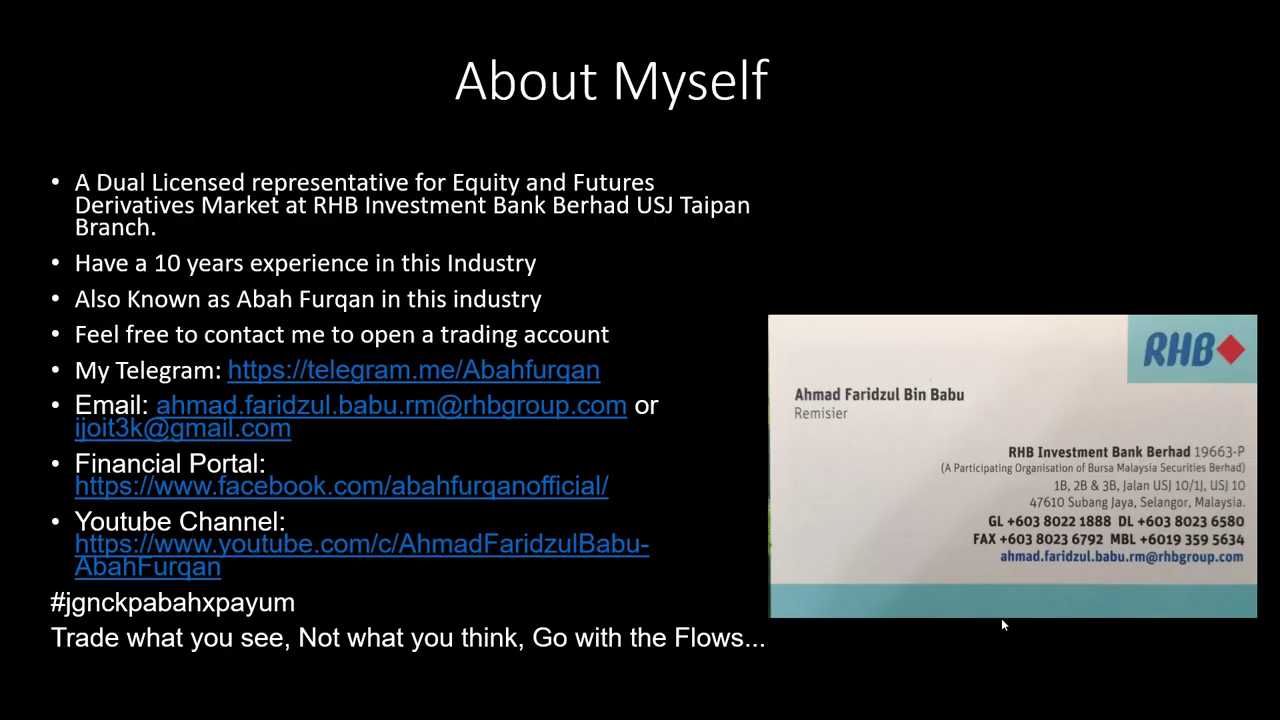 About Myself
• A Dual Licensed representative for Equity and Futures
Derivatives Market at RHB Investment Bank Berhad USJ Taipan
Branch.
• Have a 10 years experience in this Industry
• Also Known as Abah Furqan in this industry
• Feel free to contact me to open a trading account
• My Telegram: https://telegram.me/Abahfurqan
• Email: ahmad.faridzul.babu.rm@rhbgroup.com or
ijoit3k@gmail.com
• Financial Portal:
https://www.facebook.com/abahfurqanofficial/
• Youtube Channel:
https://www.youtube.com/c/AhmadFaridzulBabu-
AbahFurqan
#jgnckpabahxpayum
Trade what you see, Not what you think, Go with the Flows...
RHB
Ahmad Faridzul Bin Babu
Remisier
RHB Investment Bank Berhad 19663-P
(A Participating Organisation of Bursa Malaysia Securities Berhad)
1B, 2B & 3B, Jalan USJ 10/1J, USJ 10
47610 Subang Jaya, Selangor, Malaysia.
GL +603 8022 1888 DL +603 8023 6580
FAX +603 8023 6792 MBL +6019 359 5634
ahmad.faridzul.babu.rm@rhbgroup.com